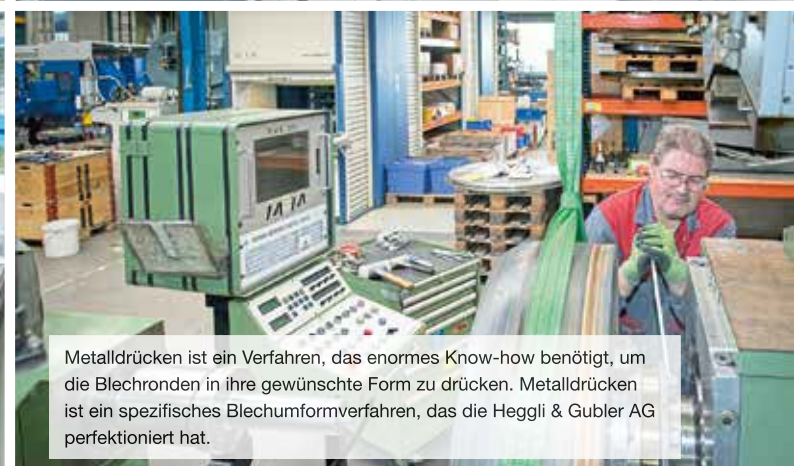 Metalldrücken ist ein Verfahren, das enormes Know-how benötigt, um
die Blechronden in ihre gewünschte Form zu drücken. Metalldrücken
ist ein spezifisches Blechumformverfahren, das die Heggli & Gubler AG
perfektioniert hat.